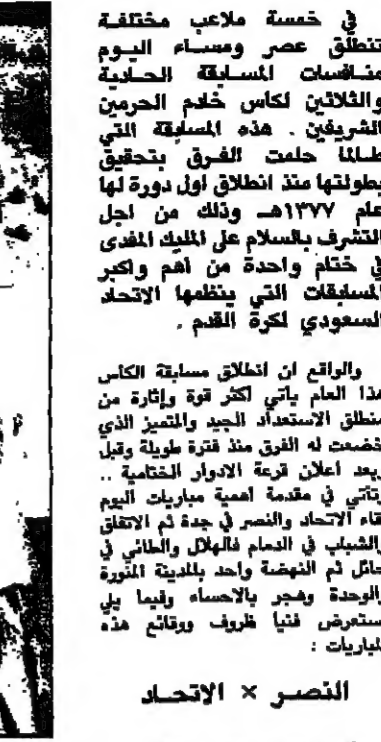 في خمسة ملاعب مختلفة
تنطلق عصر ومساء اليوم
منافسات المسابقة الحادية
والثلاثين لكاس خادم الحرمين
الشريفين . هذه المسابقة التي
طالما حلمت الفرق بتحقيق
بطولتها منذ انطلاق اول دورة لها
عام ١٣٧٧هـ وذلك من اجل
التشرف بالسلام على المليك المفدى
في ختام واحدة من اهم واكبر
المسابقات التي ينظمها الاتحاد
السعودي لكرة القدم .
والواقع ان انطلاق مسابقة الكأس
هذا العام ياتي اكثر قوة وإثارة من
منطلق الاستعداد الجيد والمتميز الذي
خضعت له الفرق منذ فترة طويلة وقبل
وبعد اعلان قرعة الادوار الختامية ..
وتأتي في مقدمة اهمية مباريات اليوم
لقاء الاتحاد والنصر في جدة ثم الاتفاق
والشباب في الدمام فالهلال والطائي في
حائل ثم النهضة واحد بالمدينة المنورة
والوحدة وهجر بالاحساء وفيما يلي
نستعرض فنيا ظروف ووقائع هذه
المباريات :
النصر × الاتحاد